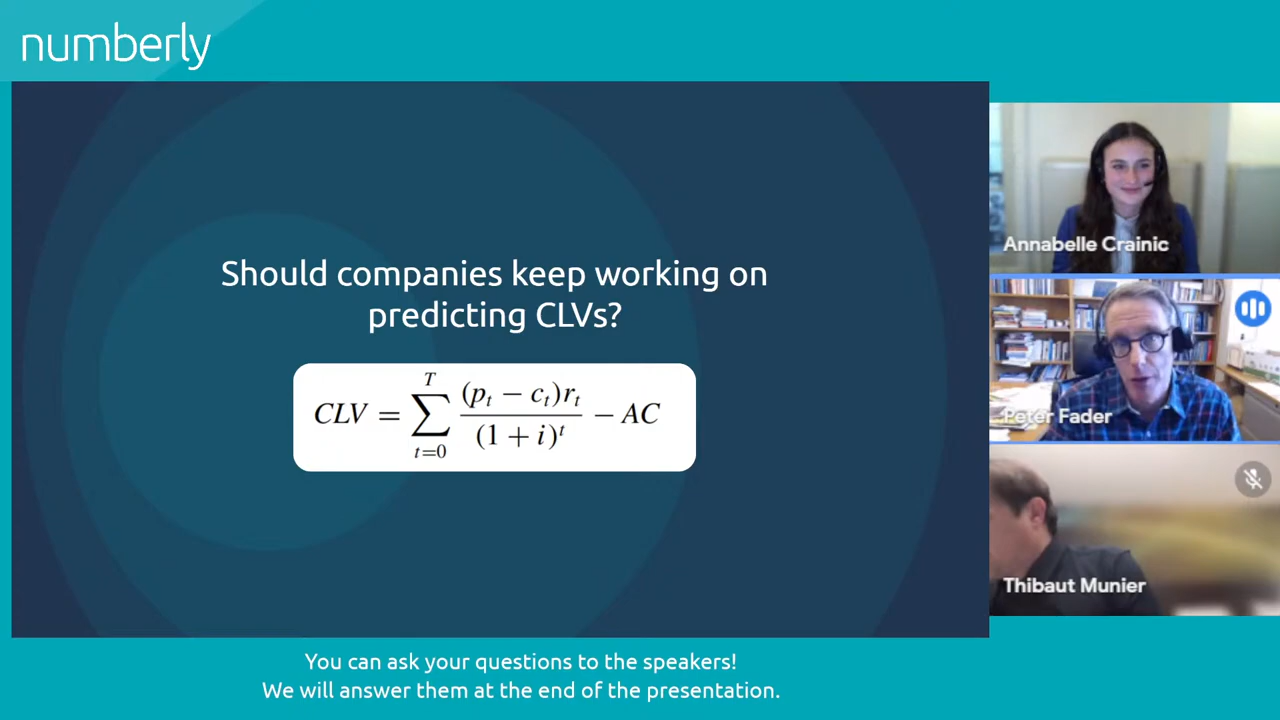 numberly
Should companies keep working on
predicting CLVs?
CLV = \sum_{t=0}^{T} \frac{(p_t - c_t)r_t}{(1 + i)^t} - AC
Annabelle Crainic
Peter Fader
Thibaut Munier
You can ask your questions to the speakers!
We will answer them at the end of the presentation.